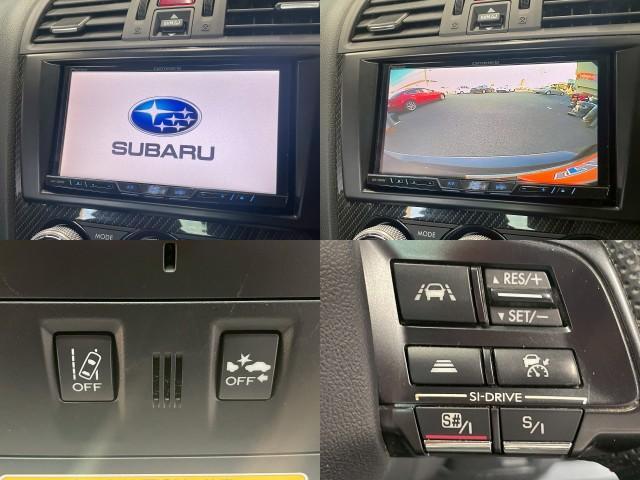 SUBARU
MODE
MODE
OFF
OFF
RES/+
SET/-
SI-DRIVE
S#/I
S/I